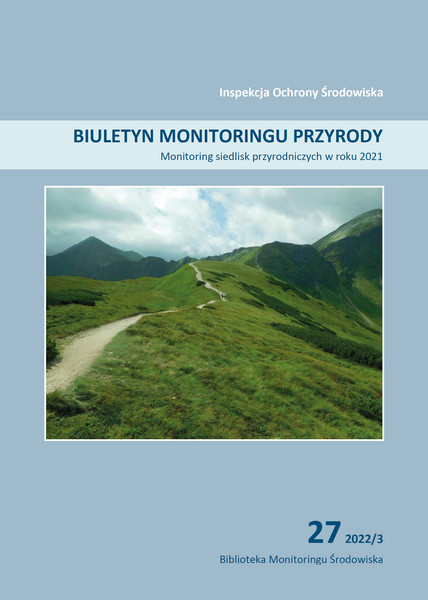 Inspekcja Ochrony Środowiska
BIULETYN MONITORINGU PRZYRODY
Monitoring siedlisk przyrodniczych w roku 2021
27 2022/3
Biblioteka Monitoringu Środowiska